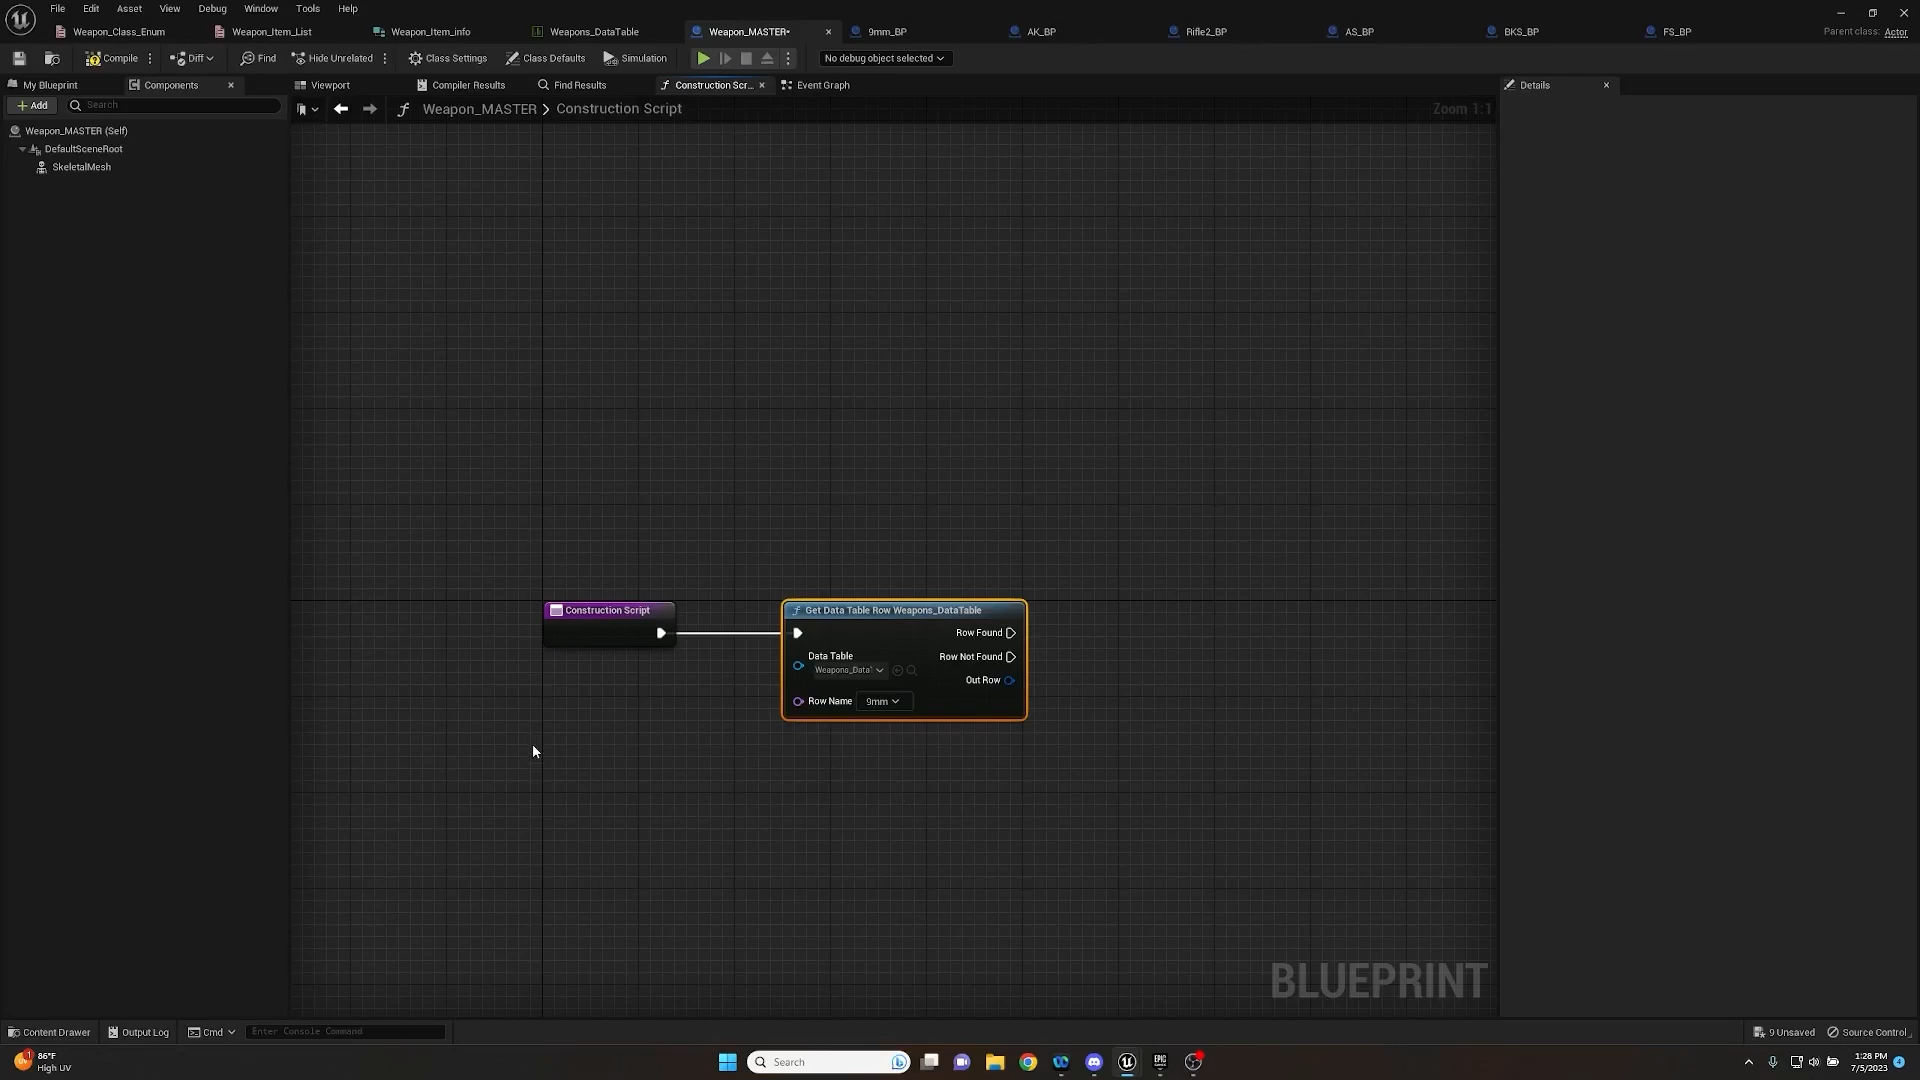 File Edit Asset View Debug Window Tools Help
Weapon_Class_Enum Weapon_Item_List Weapon_Item_info Weapons_DataTable Weapon_MASTER• 9mm_BP AK_BP Rifle2_BP AS_BP BKS_BP FS_BP Parent class: Actor
Compile Diff Find Hide Unrelated Class Settings Class Defaults Simulation No debug object selected
My Blueprint Components Viewport Compiler Results Find Results Construction Scr... Event Graph Details
Add Search Weapon_MASTER > Construction Script Zoom 1:1
Weapon_MASTER (Self)
DefaultSceneRoot
SkeletalMesh
Construction Script
Get Data Table Row Weapons_DataTable
Row Found
Data Table
Row Not Found
Weapons_Data
Out Row
Row Name 9mm
BLUEPRINT
Content Drawer Output Log Cmd Enter Console Command 9 Unsaved Source Control
86°F
High UV
Search
1:28 PM
7/5/2023
4